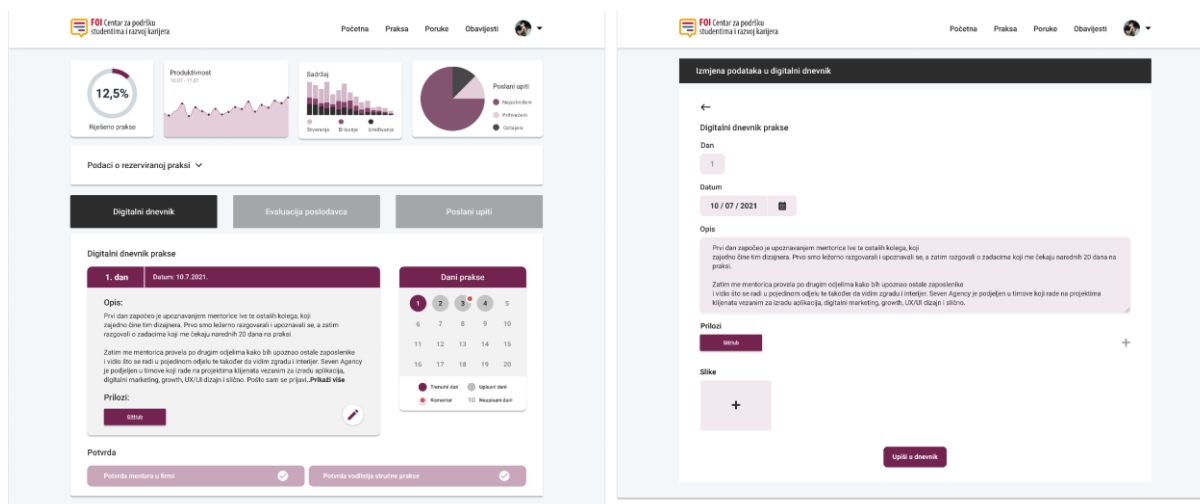 FOI Centar za podršku
studentima i razvoj karijera
Početna Praksa Poruke Obavijesti
12,5%
Riješeno prakse
Produktivnost
10.07 - 17.07
Sadržaj
Stvaranje Brisanje Uređivanje
Poslani upiti
Nepotvrđeni
Prihvaćeni
Odbijeni
Podaci o rezerviranoj praksi
Digitalni dnevnik
Evaluacija poslodavca
Poslani upiti
Digitalni dnevnik prakse
1. dan
Datum: 10.7.2021.
Opis:
Prvi dan započeo je upoznavanjem mentorice Ive te ostalih kolega, koji
zajedno čine tim dizajnera. Prvo smo ležerno razgovarali i upoznavali se, a zatim
razgovoli o zadacima koji me čekaju narednih 20 dana na praksi.
Zatim me mentorica provela po drugim odjelima kako bih upoznao ostale zaposlenike
i vidio što se radi u pojedinom odjelu te također da vidim zgradu i interijer. Seven Agency
je podjeljen u timove koji rade na projektima klijenata vezanim za izradu aplikacija,
digitalni marketing, growth, UX/UI dizajn i slično. Pošto sam se prijavi..Prikaži više
Prilozi:
GitHub
Dani prakse
1 2 3 4 5
6 7 8 9 10
11 12 13 14 15
16 17 18 19 20
Trenutni dan
Upisani dani
Komentar
10 Neupisani dani
Potvrda
Potvrda mentora u firmi
Potvrda voditelja stručne prakse
FOI Centar za podršku
studentima i razvoj karijera
Početna Praksa Poruke Obavijesti
Izmjena podataka u digitalni dnevnik
Digitalni dnevnik prakse
Dan
1
Datum
10 / 07 / 2021
Opis
Prvi dan započeo je upoznavanjem mentorice Ive te ostalih kolega, koji
zajedno čine tim dizajnera. Prvo smo ležerno razgovarali i upoznavali se, a zatim razgovoli o zadacima koji me čekaju narednih 20 dana na
praksi.
Zatim me mentorica provela po drugim odjelima kako bih upoznao ostale zaposlenike
i vidio što se radi u pojedinom odjelu te također da vidim zgradu i interijer. Seven Agency je podjeljen u timove koji rade na projektima
klijenata vezanim za izradu aplikacija, digitalni marketing, growth, UX/UI dizajn i slično.
Prilozi
GitHub
Slike
Upiši u dnevnik